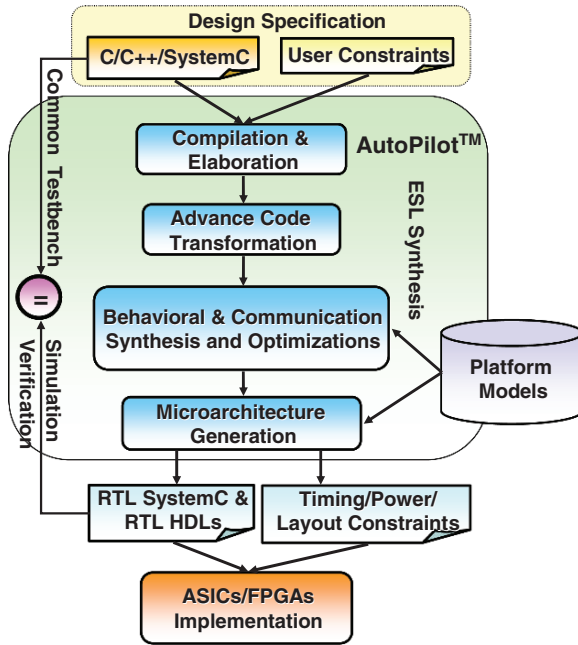 Design Specification
C/C++/SystemC
User Constraints
Compilation &
Elaboration
AutoPilot™
Advance Code
Transformation
ESL Synthesis
Common Testbench
=
Behavioral & Communication
Synthesis and Optimizations
Platform
Models
Simulation
Verification
Microarchitecture
Generation
RTL SystemC &
RTL HDLs
Timing/Power/
Layout Constraints
ASICs/FPGAs
Implementation